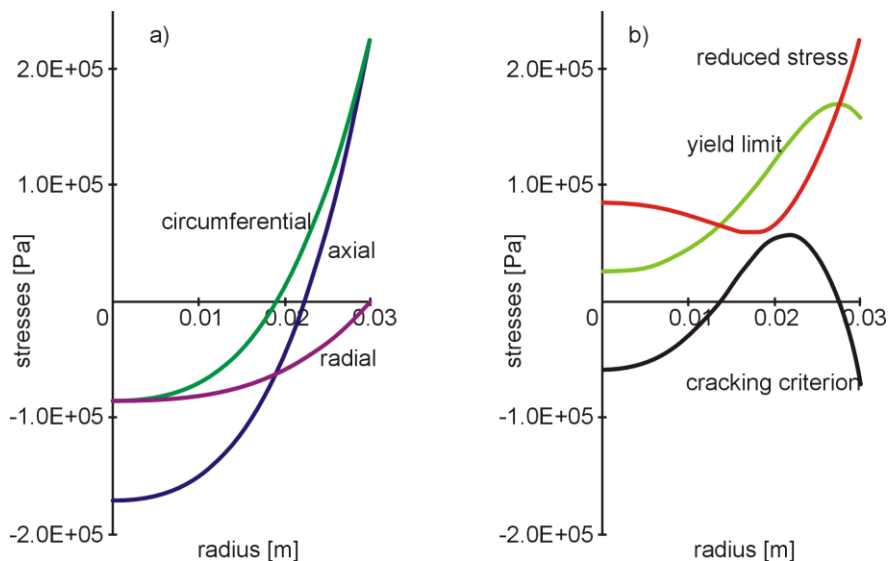 a)
2.0E+05
1.0E+05
circumferential
axial
stresses [Pa]
0
0.01
0.02
0.03
radial
-1.0E+05
-2.0E+05
radius [m]
b)
2.0E+05
reduced stress
yield limit
1.0E+05
stresses [Pa]
0
0.01
0.02
0.03
cracking criterion
-1.0E+05
-2.0E+05
radius [m]